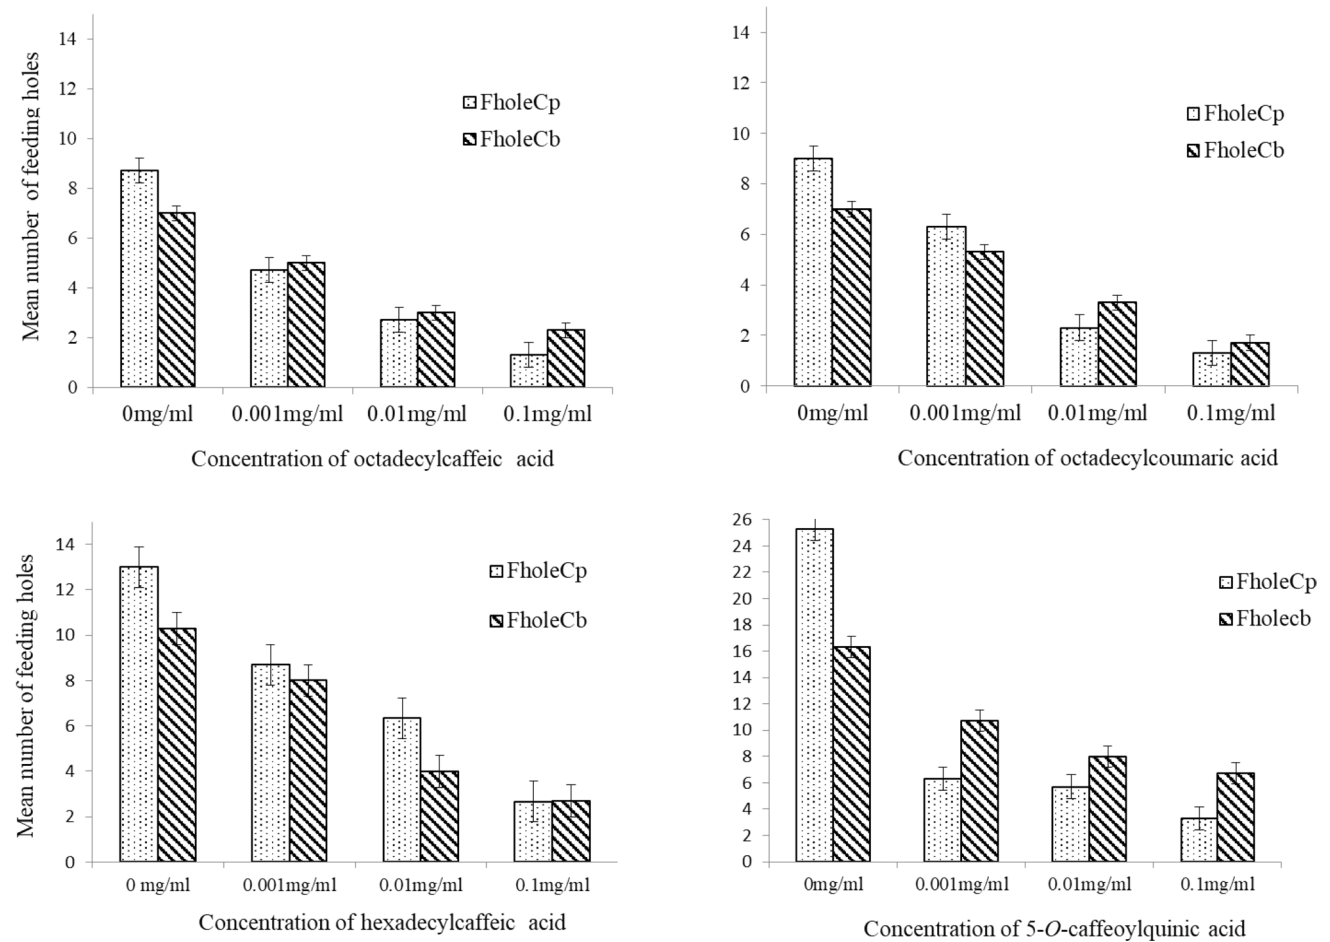 Mean number of feeding holes
14
12
10
8
6
4
2
0
FholeCp
FholeCb
0mg/ml 0.001mg/ml 0.01mg/ml 0.1mg/ml
Concentration of octadecylcaffeic acid
14
12
10
8
6
4
2
0
FholeCp
FholeCb
0mg/ml 0.001mg/ml 0.01mg/ml 0.1mg/ml
Concentration of octadecylcoumaric acid
Mean number of feeding holes
14
12
10
8
6
4
2
0
FholeCp
FholeCb
0 mg/ml 0.001mg/ml 0.01mg/ml 0.1mg/ml
Concentration of hexadecylcaffeic acid
26
24
22
20
18
16
14
12
10
8
6
4
2
0
FholeCp
Fholecb
0mg/ml 0.001mg/ml 0.01mg/ml 0.1mg/ml
Concentration of 5-O-caffeoylquinic acid